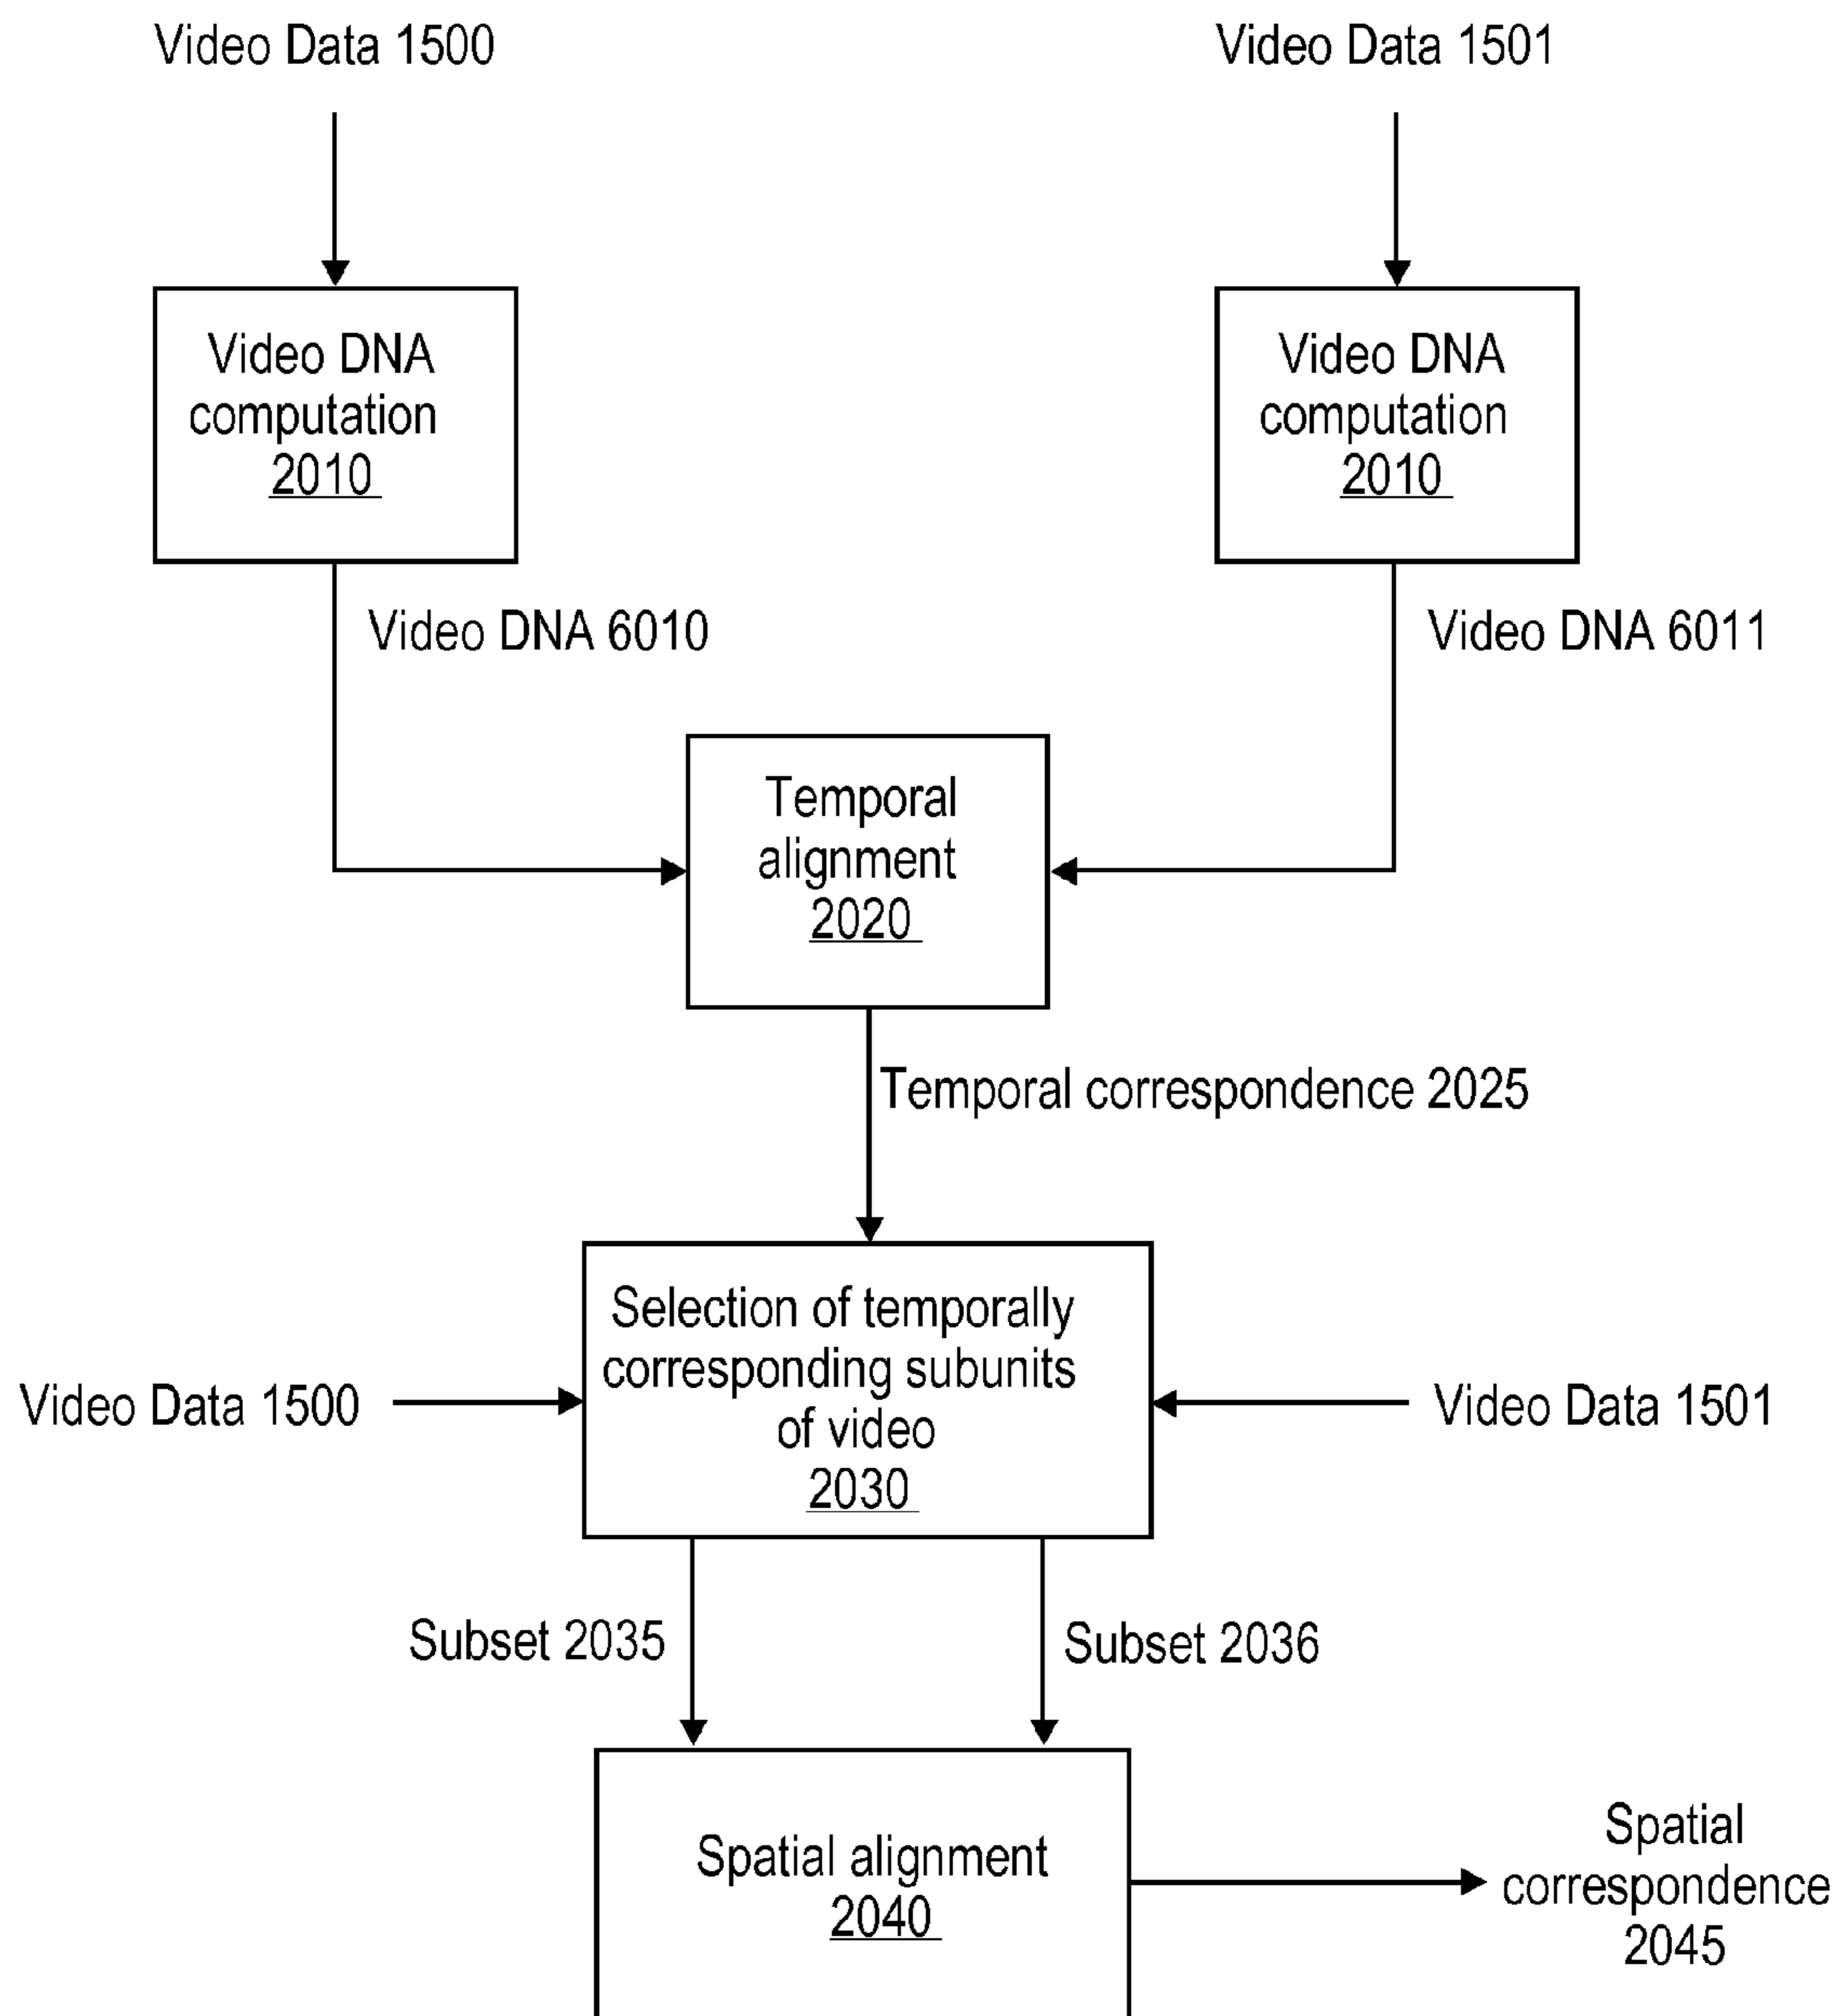 Video Data 1500
Video Data 1501
Video DNA
computation
2010
Video DNA
computation
2010
Video DNA 6010
Video DNA 6011
Temporal
alignment
2020
Temporal correspondence 2025
Selection of temporally
corresponding subunits
of video
2030
Video Data 1500
Video Data 1501
Subset 2035
Subset 2036
Spatial alignment
2040
Spatial
correspondence
2045